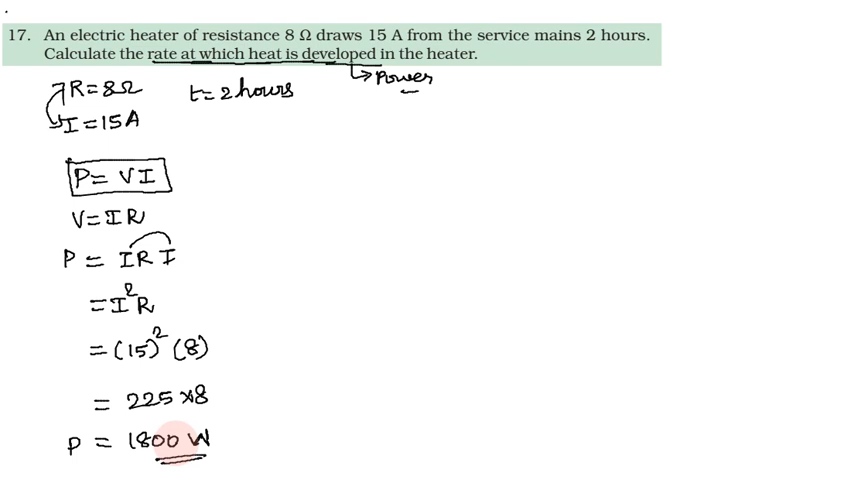 17. An electric heater of resistance 8 Ω draws 15 A from the service mains 2 hours.
Calculate the rate at which heat is developed in the heater.
→ Power
R = 8Ω t = 2 hours
I = 15A
P = VI
V = IR
P = IRI
= I²R
= (15)² (8)
= 225 × 8
P = 1800 W